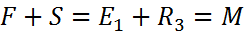 F + S = E₁ + R₃ = M